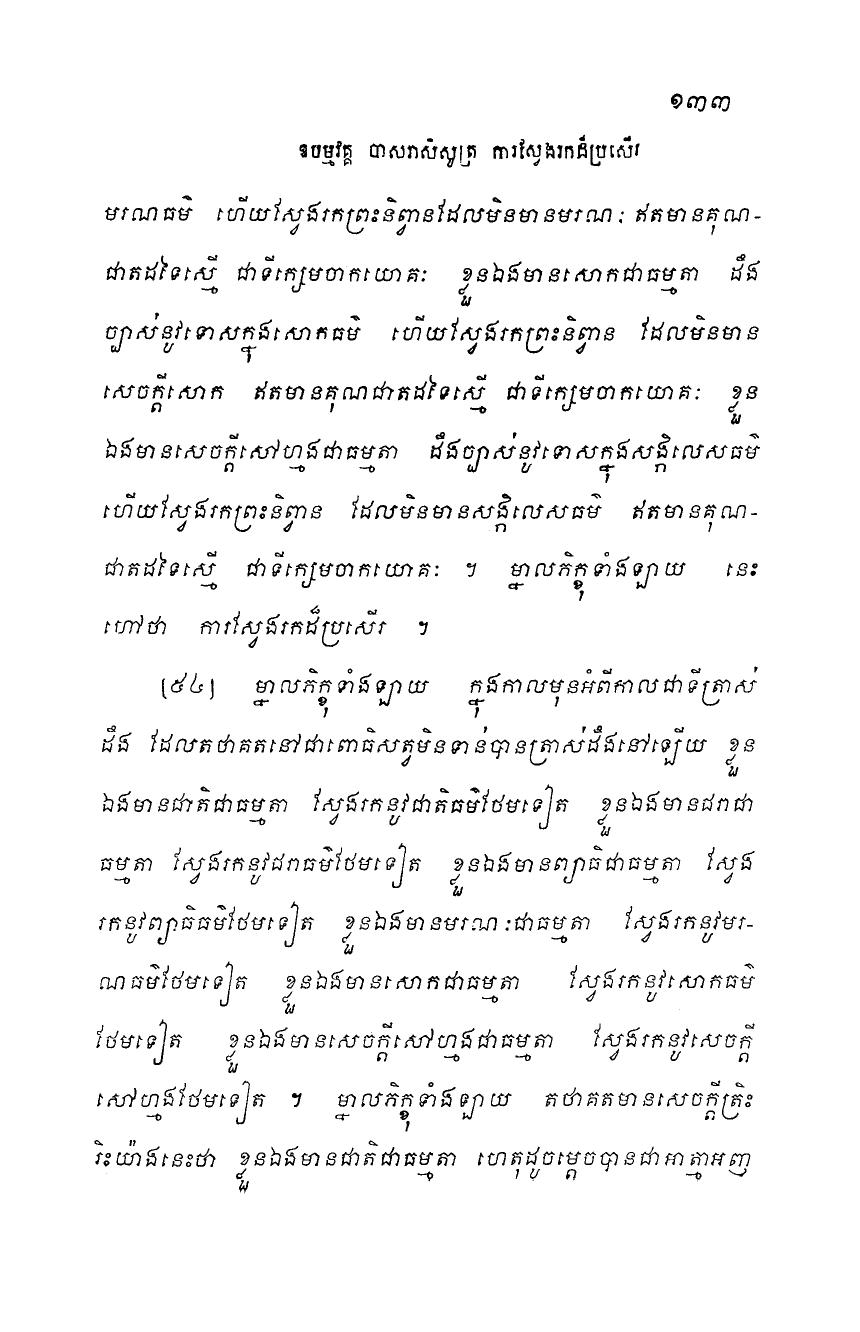 ១៣៣
ឧបម្មវគ្គ បាសរាសិសូត្រ ការស្វែងរកដ៏ប្រសើរ
មរណធម៌ ហើយស្វែងរកព្រះនិព្វានដែលមិនមានមរណៈ ឥតមានគុណ-
ជាតដទៃស្មើ ជាទីក្សេមចាកយោគៈ ខ្លួនឯងមានសោកជាធម្មតា ដឹង
ច្បាស់នូវទោសក្នុងសោកធម៌ ហើយស្វែងរកព្រះនិព្វាន ដែលមិនមាន
សេចក្តីសោក ឥតមានគុណជាតដទៃស្មើ ជាទីក្សេមចាកយោគៈ ខ្លួន
ឯងមានសេចក្តីសៅហ្មងជាធម្មតា ដឹងច្បាស់នូវទោសក្នុងសង្កិលេសធម៌
ហើយស្វែងរកព្រះនិព្វាន ដែលមិនមានសង្កិលេសធម៌ ឥតមានគុណ-
ជាតដទៃស្មើ ជាទីក្សេមចាកយោគៈ ។ ម្នាលភិក្ខុទាំងឡាយ នេះ
ហៅថា ការស្វែងរកដ៏ប្រសើរ ។
[៥៤] ម្នាលភិក្ខុទាំងឡាយ ក្នុងកាលមុនអំពីកាលជាទីត្រាស់
ដឹង ដែលតថាគតនៅជាពោធិសត្វមិនទាន់បានត្រាស់ដឹងនៅឡើយ ខ្លួន
ឯងមានជាតិជាធម្មតា ស្វែងរកនូវជាតិធម៌ថែមទៀត ខ្លួនឯងមានជរាជា
ធម្មតា ស្វែងរកនូវជរាធម៌ថែមទៀត ខ្លួនឯងមានព្យាធិជាធម្មតា ស្វែង
រកនូវព្យាធិធម៌ថែមទៀត ខ្លួនឯងមានមរណៈជាធម្មតា ស្វែងរកនូវមរ-
ណធម៌ថែមទៀត ខ្លួនឯងមានសោកជាធម្មតា ស្វែងរកនូវសោកធម៌
ថែមទៀត ខ្លួនឯងមានសេចក្តីសៅហ្មងជាធម្មតា ស្វែងរកនូវសេចក្តី
សៅហ្មងថែមទៀត ។ ម្នាលភិក្ខុទាំងឡាយ តថាគតមានសេចក្តីត្រិះ
រិះយ៉ាងនេះថា ខ្លួនឯងមានជាតិជាធម្មតា ហេតុដូចម្តេចបានជាអាត្មាអញ